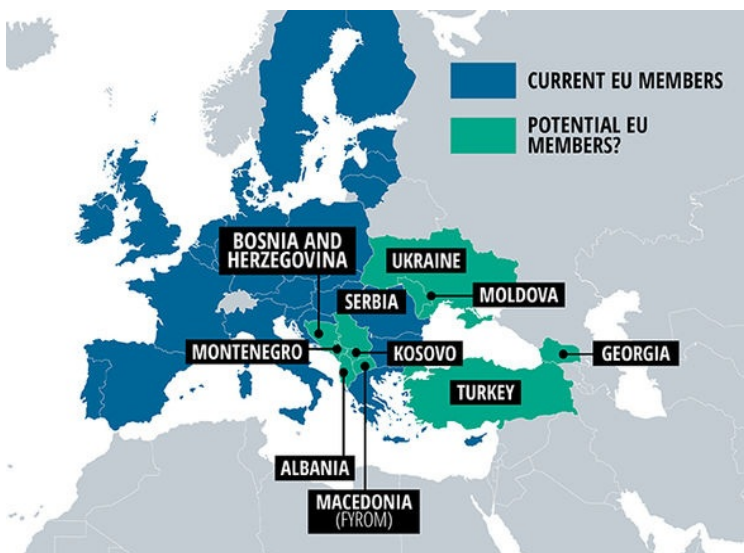 CURRENT EU MEMBERS
POTENTIAL EU
MEMBERS?
BOSNIA AND
HERZEGOVINA
UKRAINE
SERBIA
MOLDOVA
MONTENEGRO
KOSOVO
GEORGIA
TURKEY
ALBANIA
MACEDONIA
(FYROM)